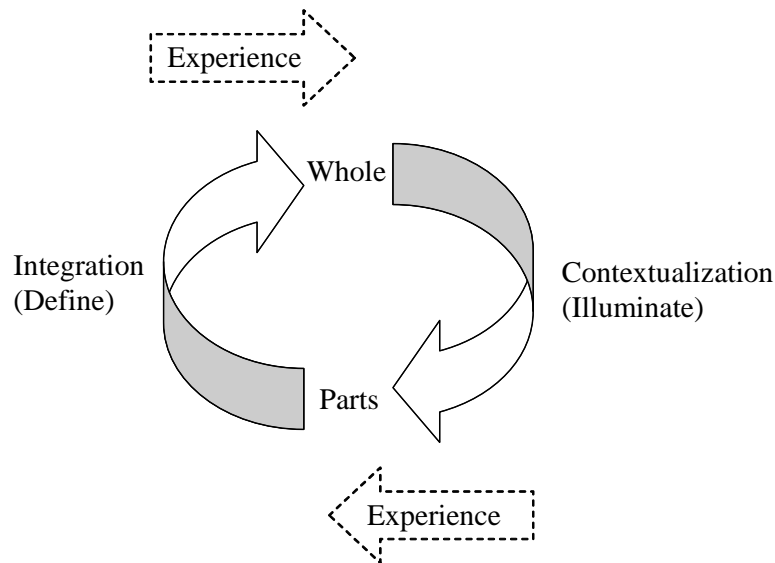 Experience
Whole
Integration
(Define)
Contextualization
(Illuminate)
Parts
Experience